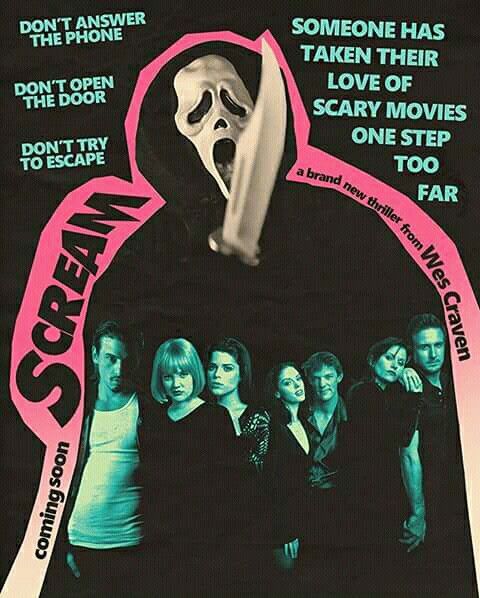 DON'T ANSWER
THE PHONE
DON'T OPEN
THE DOOR
DON'T TRY
TO ESCAPE
SOMEONE HAS
TAKEN THEIR
LOVE OF
SCARY MOVIES
ONE STEP
TOO
FAR
a brand new thriller from Wes Craven
SCREAM
coming soon